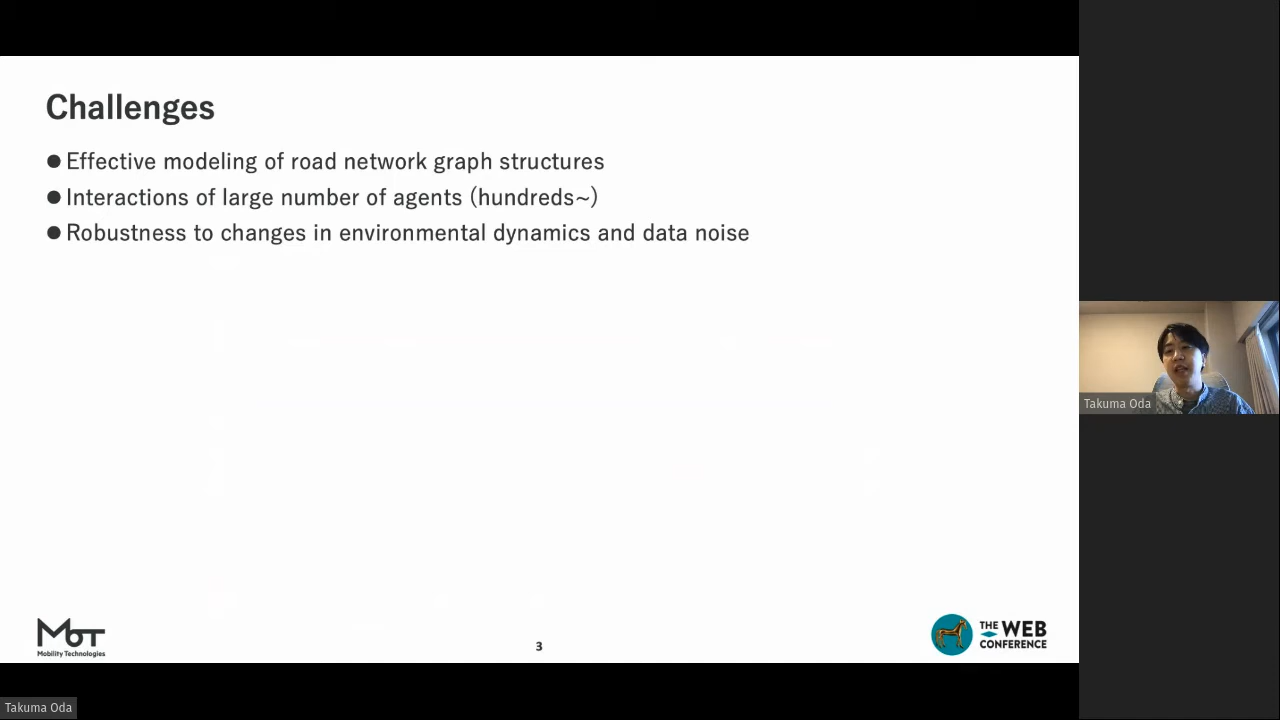 Challenges
● Effective modeling of road network graph structures
● Interactions of large number of agents (hundreds~)
● Robustness to changes in environmental dynamics and data noise
Takuma Oda
MoT
Mobility Technologies
3
THE WEB
CONFERENCE
Takuma Oda